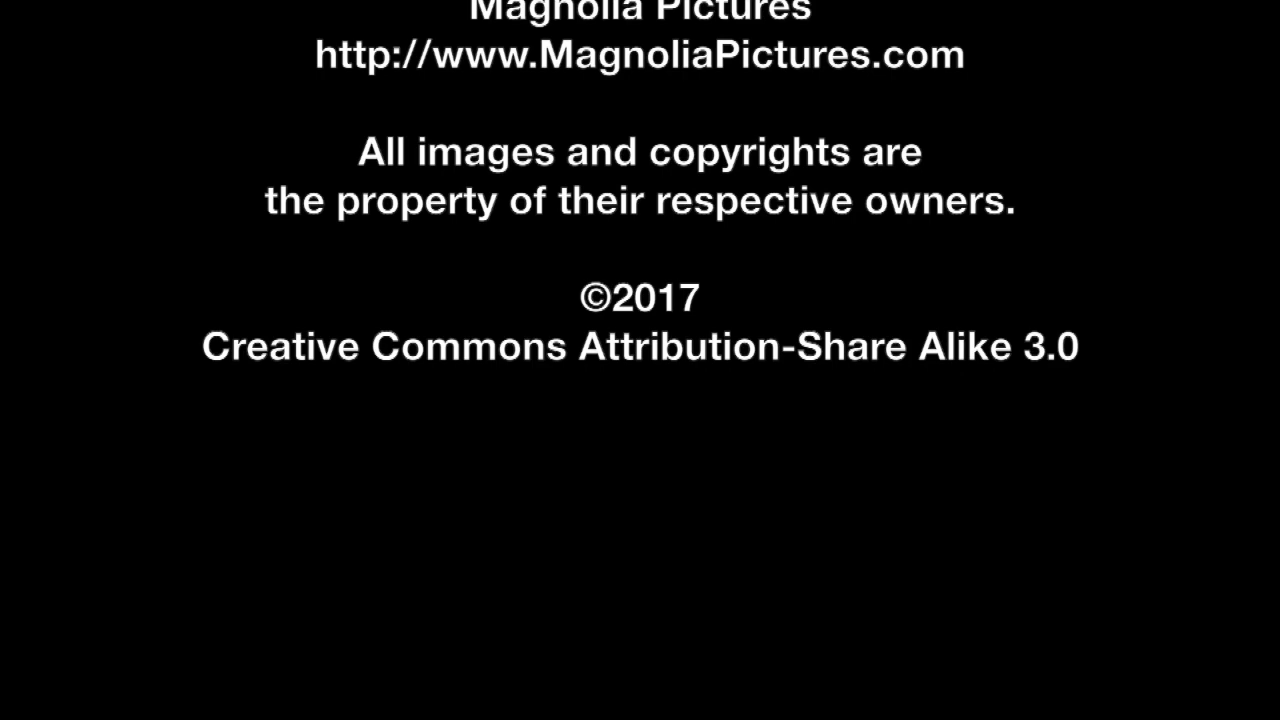 Magnolia Pictures
http://www.MagnoliaPictures.com
All images and copyrights are
the property of their respective owners.
©2017
Creative Commons Attribution-Share Alike 3.0